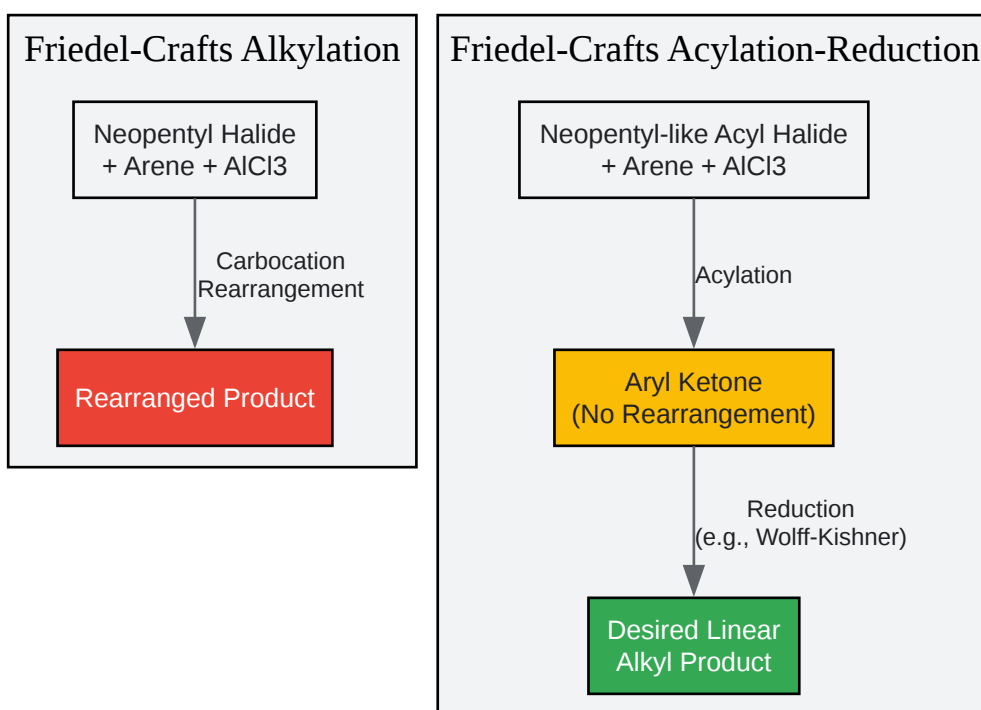 Friedel-Crafts Alkylation
Neopentyl Halide
+ Arene + AlCl3
Carbocation
Rearrangement
Rearranged Product
Friedel-Crafts Acylation-Reduction
Neopentyl-like Acyl Halide
+ Arene + AlCl3
Acylation
Aryl Ketone
(No Rearrangement)
Reduction
(e.g., Wolff-Kishner)
Desired Linear
Alkyl Product